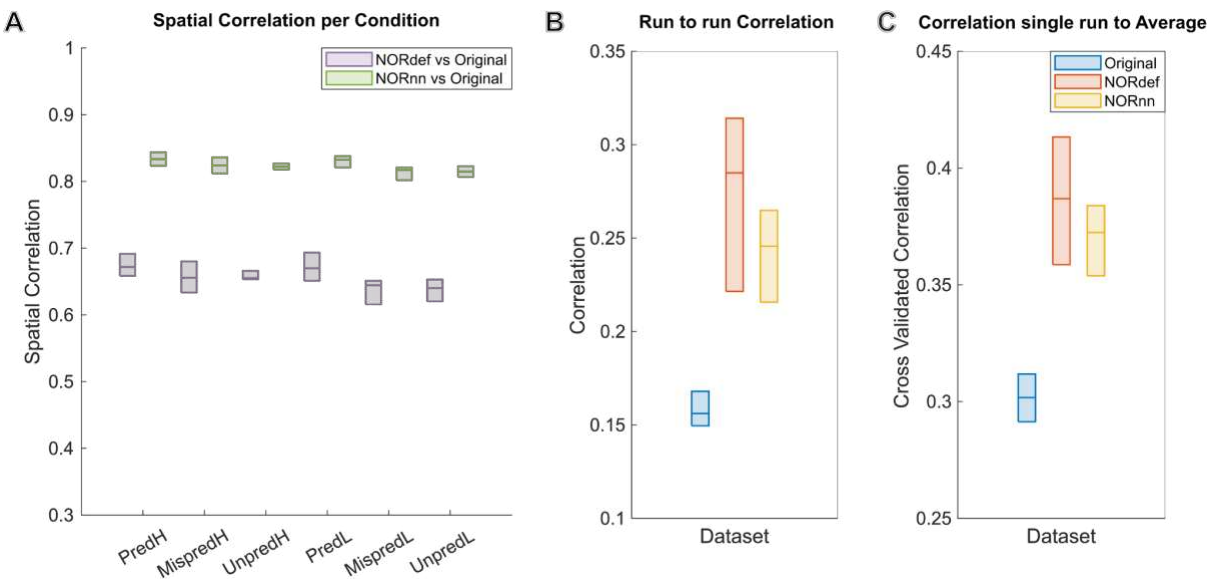 A
Spatial Correlation per Condition
1
0.9
0.8
0.7
0.6
0.5
0.4
0.3
Spatial Correlation
NORdef vs Original
NORnn vs Original
PredH
MispredH
UnpredH
PredL
MispredL
UnpredL
B
Run to run Correlation
0.35
0.3
0.25
0.2
0.15
0.1
Correlation
Dataset
C
Correlation single run to Average
0.45
0.4
0.35
0.3
0.25
Cross Validated Correlation
Original
NORdef
NORnn
Dataset